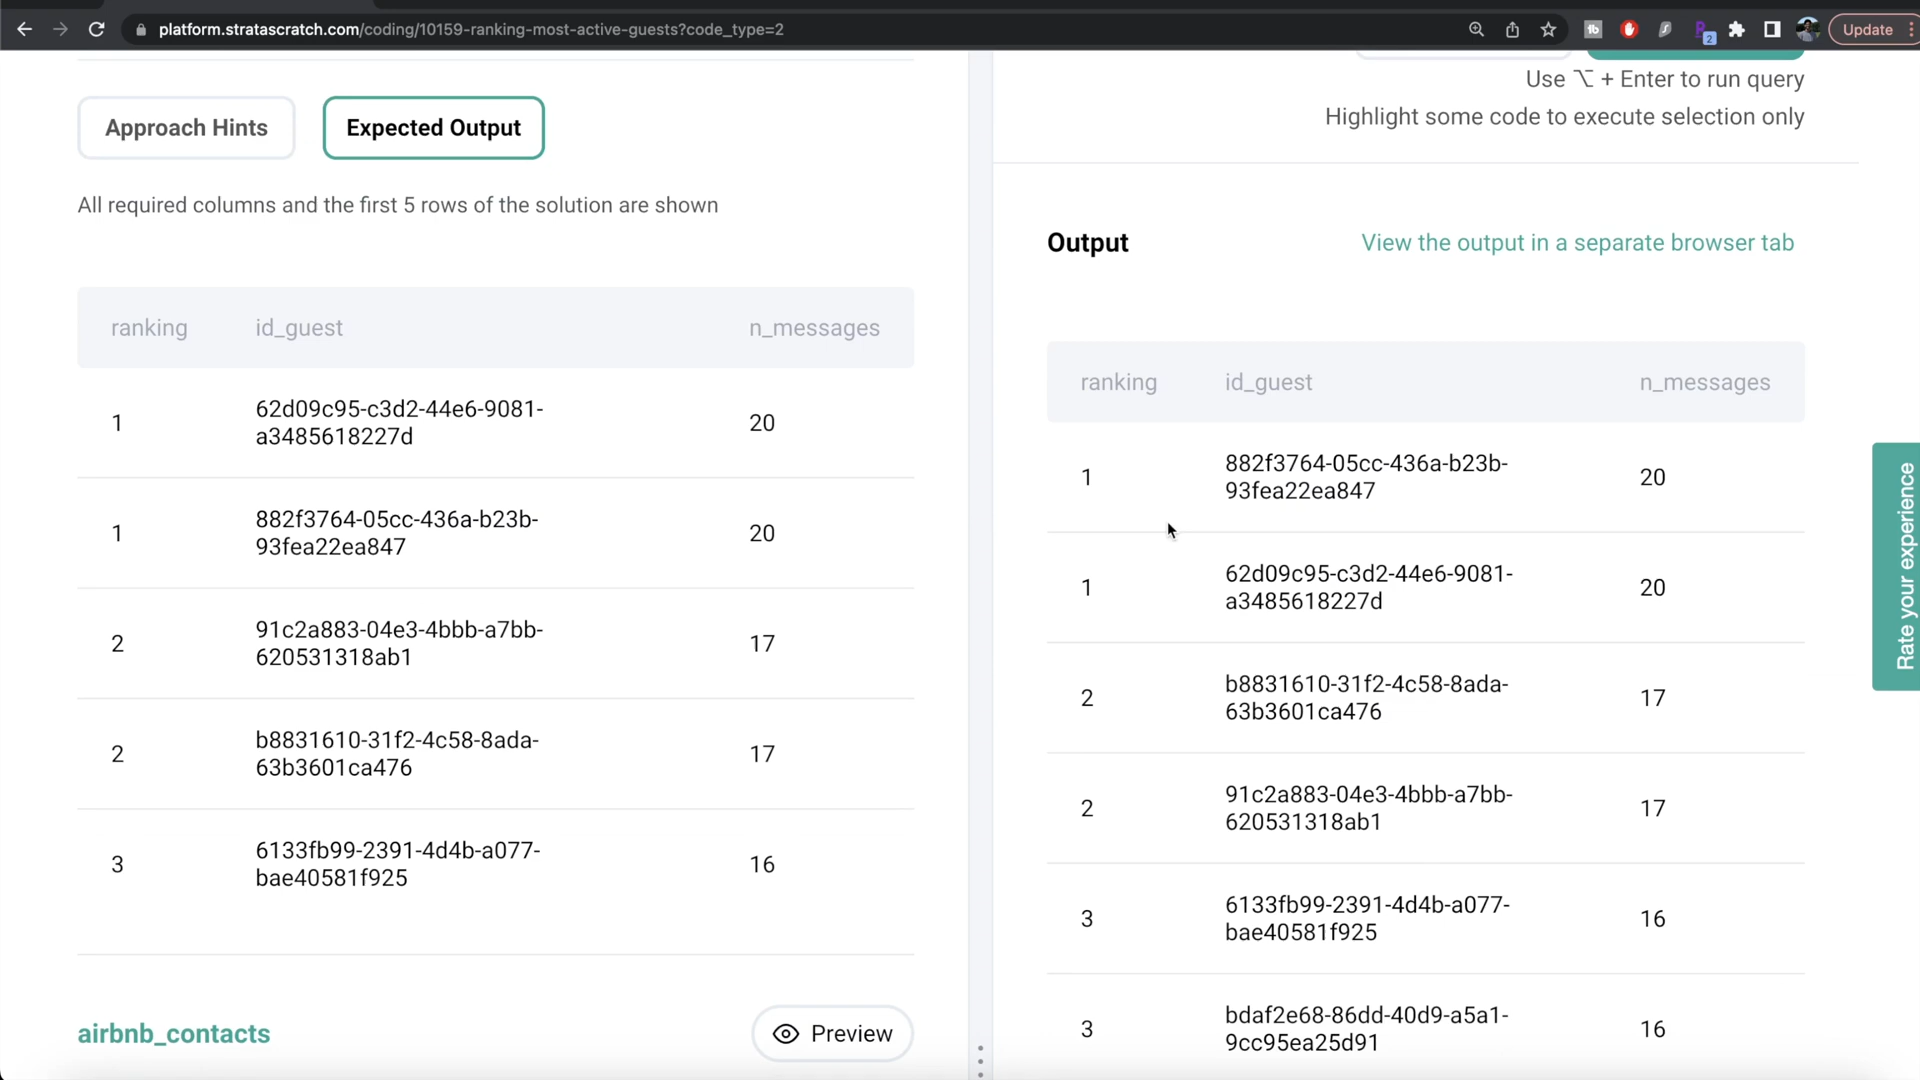 platform.stratascratch.com/coding/10159-ranking-most-active-guests?code_type=2
tb
2
Update
Approach Hints
Expected Output
All required columns and the first 5 rows of the solution are shown
ranking id_guest n_messages
1 62d09c95-c3d2-44e6-9081-
a3485618227d 20
1 882f3764-05cc-436a-b23b-
93fea22ea847 20
2 91c2a883-04e3-4bbb-a7bb-
620531318ab1 17
2 b8831610-31f2-4c58-8ada-
63b3601ca476 17
3 6133fb99-2391-4d4b-a077-
bae40581f925 16
airbnb_contacts
Preview
Use ⌥ + Enter to run query
Highlight some code to execute selection only
Output
View the output in a separate browser tab
ranking id_guest n_messages
1 882f3764-05cc-436a-b23b-
93fea22ea847 20
1 62d09c95-c3d2-44e6-9081-
a3485618227d 20
2 b8831610-31f2-4c58-8ada-
63b3601ca476 17
2 91c2a883-04e3-4bbb-a7bb-
620531318ab1 17
3 6133fb99-2391-4d4b-a077-
bae40581f925 16
3 bdaf2e68-86dd-40d9-a5a1-
9cc95ea25d91 16
Rate your experience